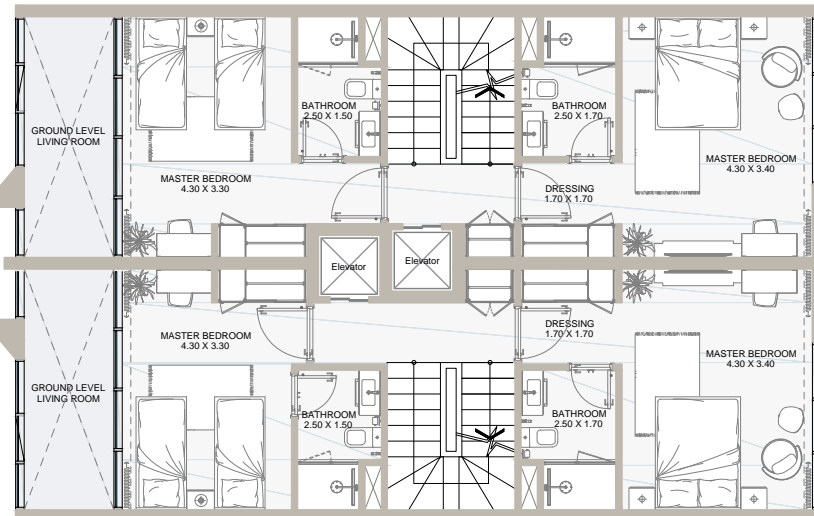 BATHROOM
2.50 X 1.50
BATHROOM
2.50 X 1.70
GROUND LEVEL
LIVING ROOM
MASTER BEDROOM
4.30 X 3.40
MASTER BEDROOM
4.30 X 3.30
DRESSING
1.70 X 1.70
Elevator
Elevator
MASTER BEDROOM
4.30 X 3.30
DRESSING
1.70 X 1.70
MASTER BEDROOM
4.30 X 3.40
GROUND LEVEL
LIVING ROOM
BATHROOM
2.50 X 1.50
BATHROOM
2.50 X 1.70